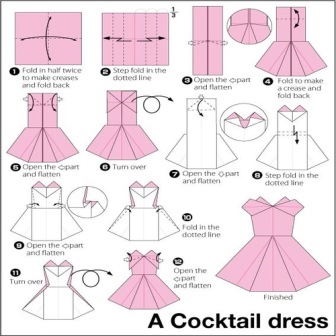 1/3
1 Fold in half twice
to make creases
and fold back
2 Step fold in the
dotted line
3 Open the ⇦part
and flatten
4 Fold to make
a crease and
fold back
5 Open the ⇦part
and flatten
6 Turn over
7 Open the ⇦part
and flatten
8 Step fold in the
dotted line
9 Open the ⇦part
and flatten
10
Fold in the
dotted line
11
Turn over
12
Open the
⇦part
and flatten
Finished
A Cocktail dress